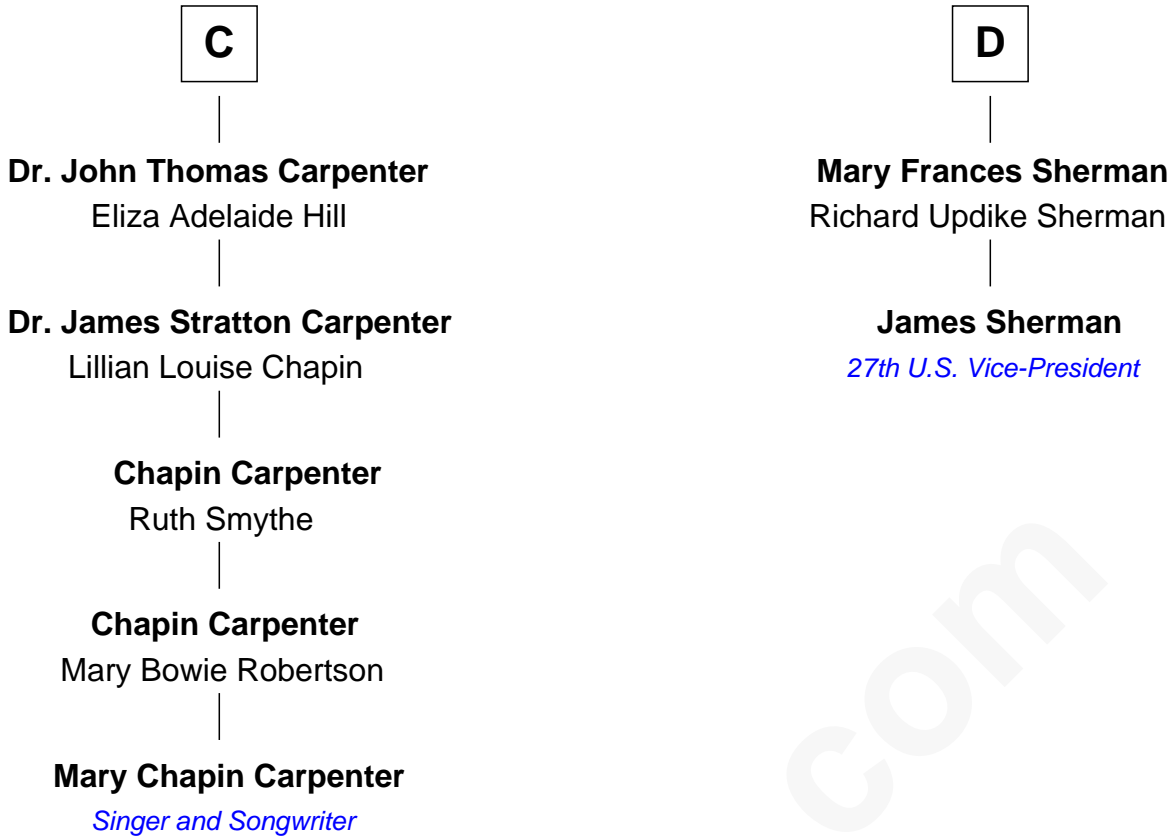 C
Dr. John Thomas Carpenter
Eliza Adelaide Hill
Dr. James Stratton Carpenter
Lillian Louise Chapin
Chapin Carpenter
Ruth Smythe
Chapin Carpenter
Mary Bowie Robertson
Mary Chapin Carpenter
Singer and Songwriter
D
Mary Frances Sherman
Richard Updike Sherman
James Sherman
27th U.S. Vice-President
com